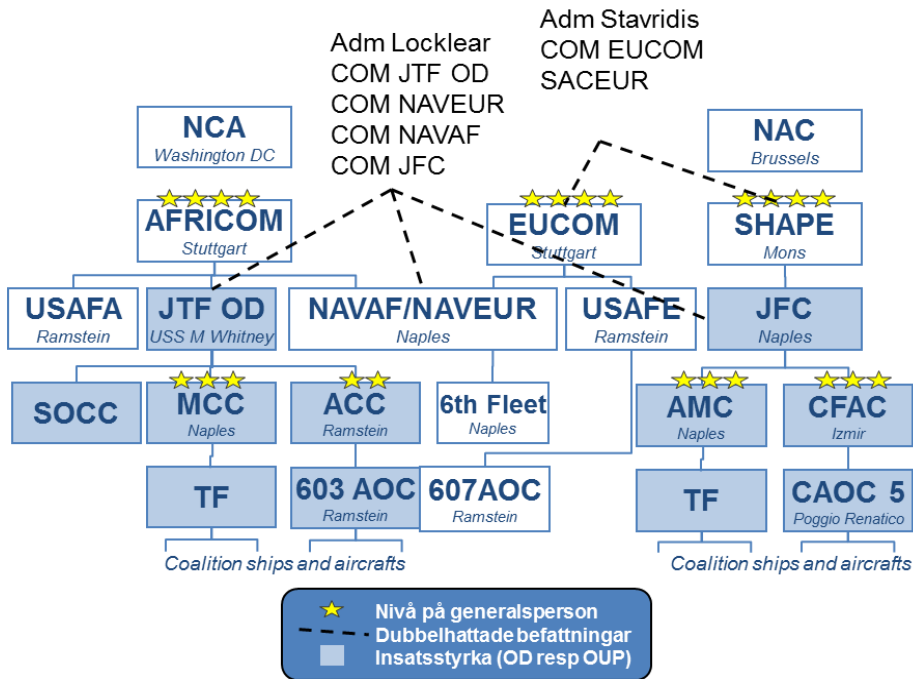 Adm Locklear
COM JTF OD
COM NAVEUR
COM NAVAF
COM JFC
Adm Stavridis
COM EUCOM
SACEUR
NCA
Washington DC
NAC
Brussels
AFRICOM
Stuttgart
EUCOM
Stuttgart
SHAPE
Mons
USAFA
Ramstein
JTF OD
USS M Whitney
NAVAF/NAVEUR
Naples
USAFE
Ramstein
JFC
Naples
SOCC
MCC
Naples
ACC
Ramstein
6th Fleet
Naples
AMC
Naples
CFAC
Izmir
TF
603 AOC
Ramstein
607AOC
Ramstein
TF
CAOC 5
Poggio Renatico
Coalition ships and aircrafts
Coalition ships and aircrafts
Nivå på generalsperson
Dubbelhattade befattningar
Insatsstyrka (OD resp OUP)